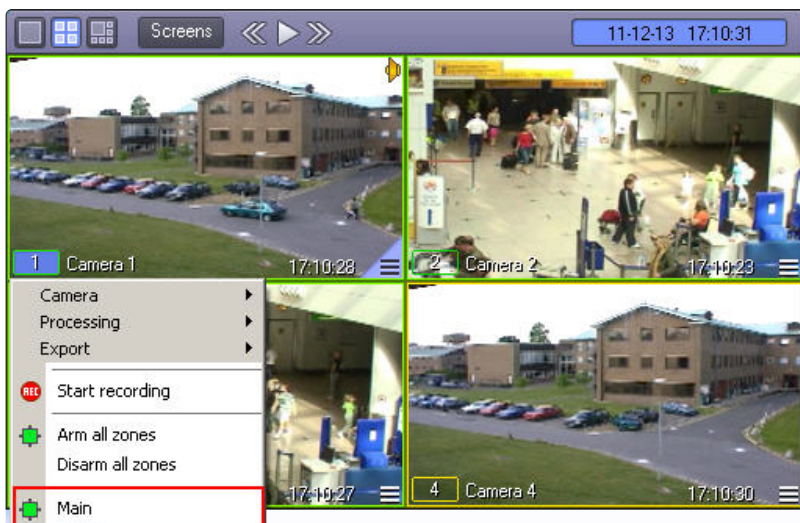 Screens
11-12-13 17:10:31
1 Camera 1 17:10:28
2 Camera 2 17:10:23
Camera
Processing
Export
REC Start recording
Arm all zones
Disarm all zones
Main
17:10:27
4 Camera 4 17:10:30